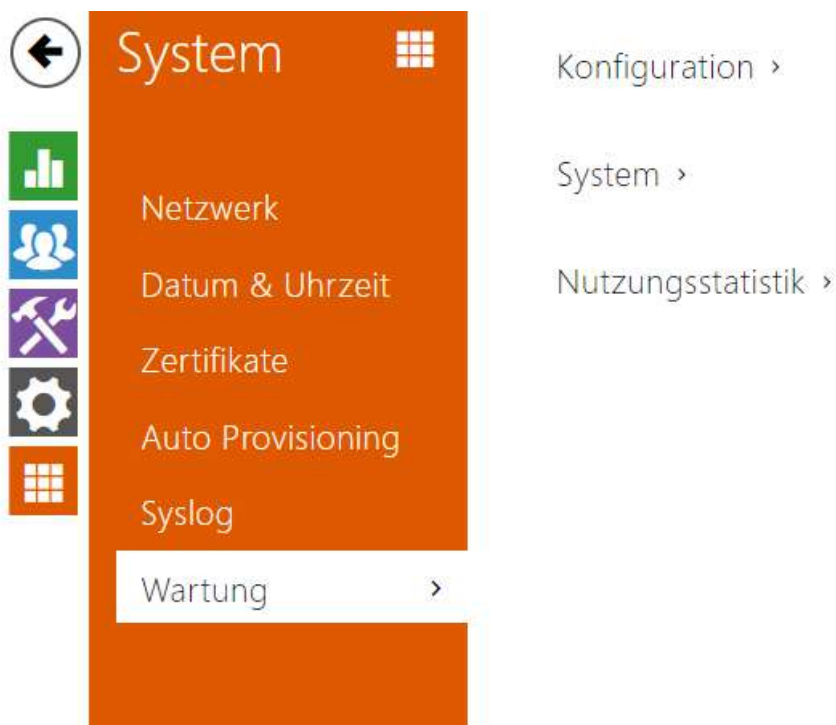 System
Netzwerk
Datum & Uhrzeit
Zertifikate
Auto Provisioning
Syslog
Wartung
Konfiguration
System
Nutzungsstatistik